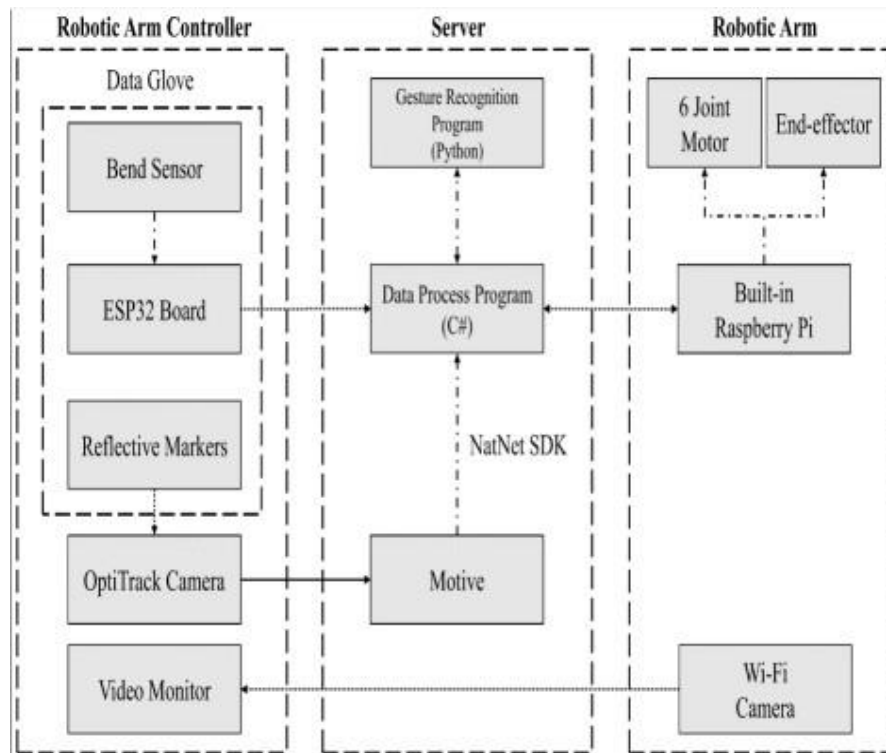 Robotic Arm Controller
Server
Robotic Arm
Data Glove
Bend Sensor
ESP32 Board
Reflective Markers
OptiTrack Camera
Video Monitor
Gesture Recognition
Program
(Python)
Data Process Program
(C#)
NatNet SDK
Motive
6 Joint
Motor
End-effector
Built-in
Raspberry Pi
Wi-Fi
Camera